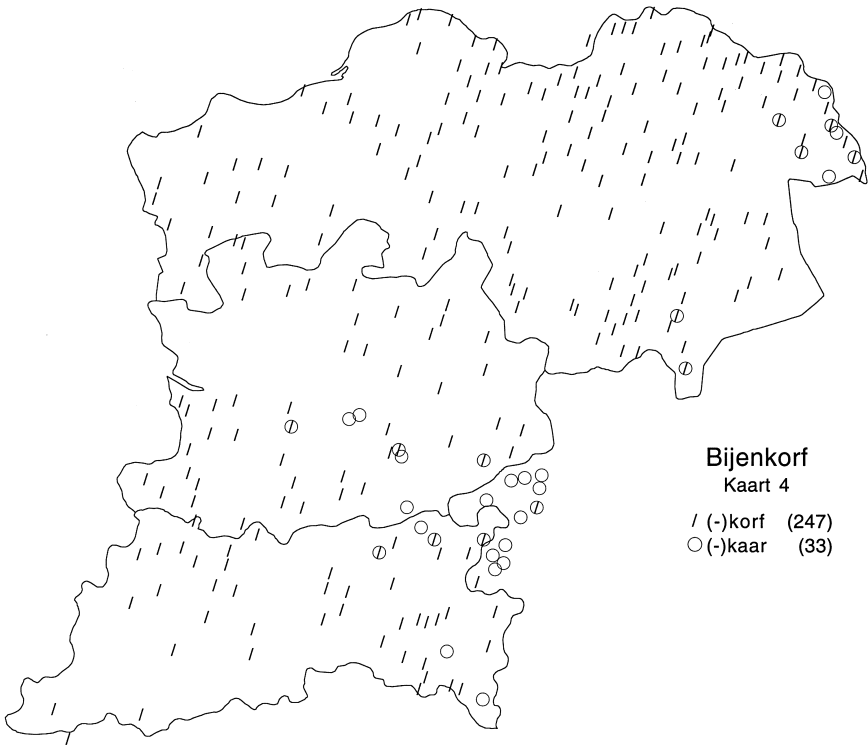 Bijenkorf
Kaart 4
/ (-)korf (247)
○ (-)kaar (33)